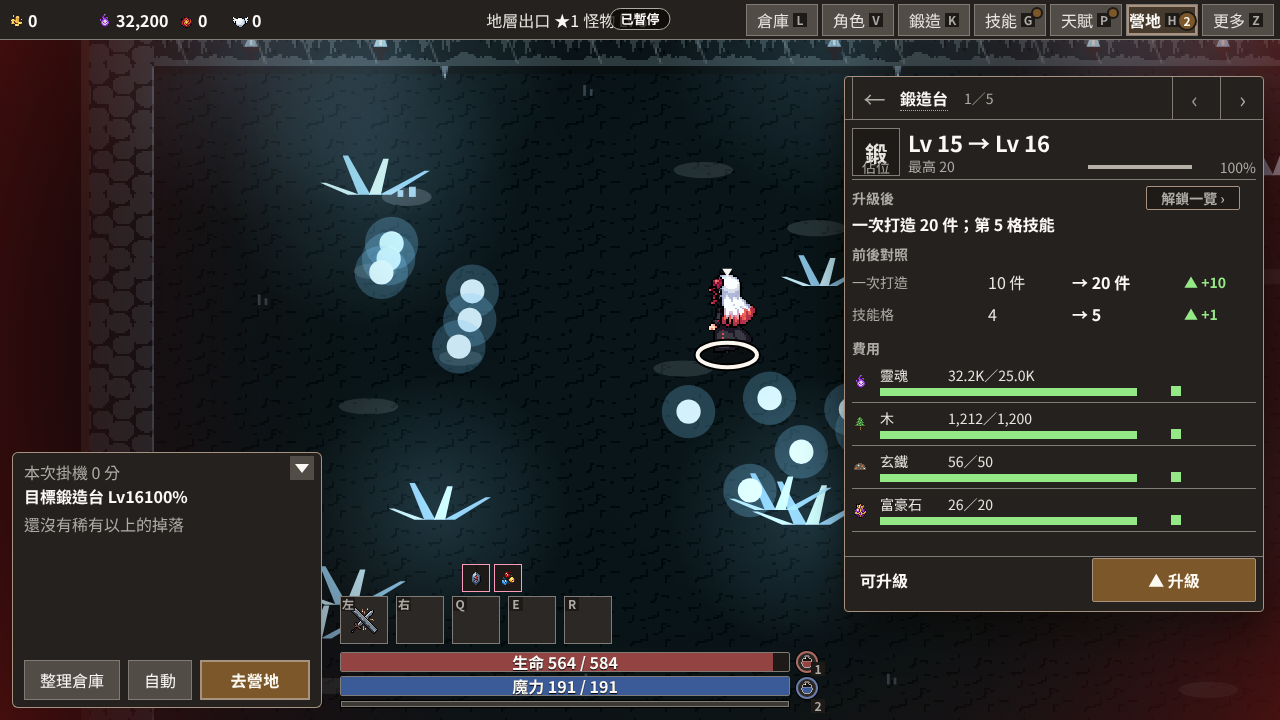 0
32,200
0
0
地層出口 ★1 怪物
已暫停
倉庫 L
角色 V
鍛造 K
技能 G
天賦 P
營地 H 2
更多 Z
← 鍛造台 1／5 ‹ ›
鍛
佔位
Lv 15 → Lv 16
最高 20
100%
升級後
解鎖一覽 ›
一次打造 20 件；第 5 格技能
前後對照
一次打造 10 件 → 20 件 ▲ +10
技能格 4 → 5 ▲ +1
費用
靈魂 32.2K／25.0K
木 1,212／1,200
玄鐵 56／50
富豪石 26／20
可升級
▲ 升級
本次掛機 0 分
目標鍛造台 Lv16100%
還沒有稀有以上的掉落
整理倉庫
自動
去營地
左
右
Q
E
R
生命 564 / 584
1
魔力 191 / 191
2